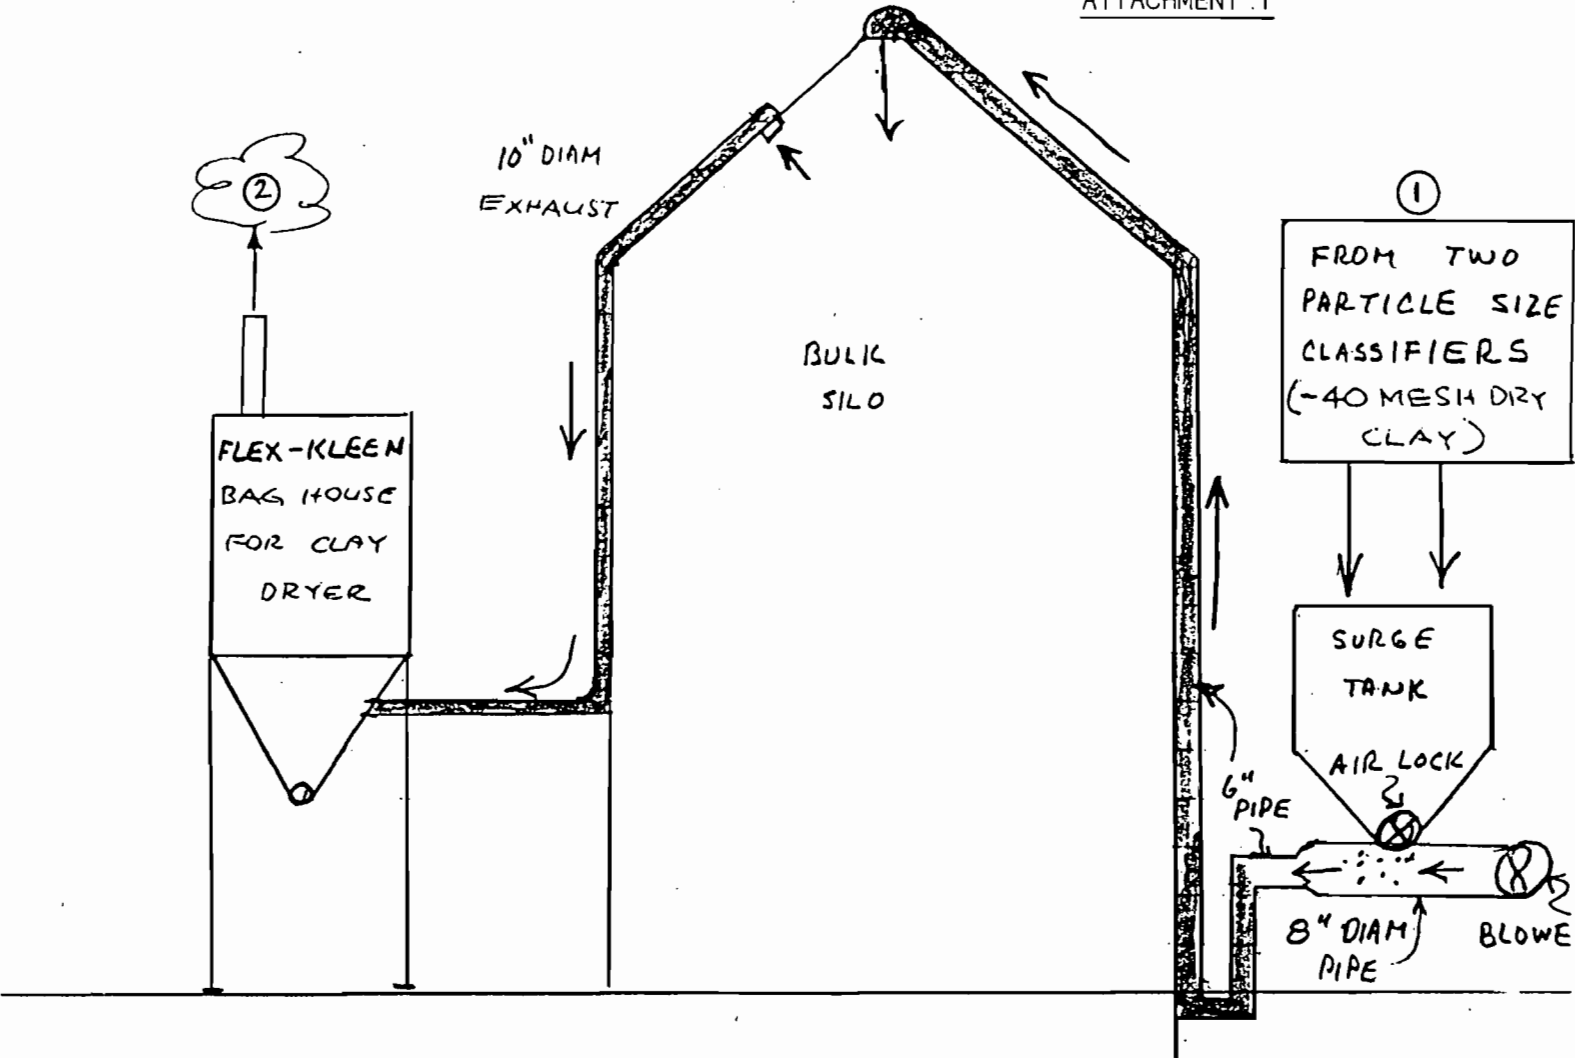 ATTACHMENT .1
10" DIAM
EXHAUST
2
FLEX-KLEEN
BAG HOUSE
FOR CLAY
DRYER
BULK
SILO
1
FROM TWO
PARTICLE SIZE
CLASSIFIERS
(-40 MESH DRY
CLAY)
SURGE
TANK
AIR LOCK
6"
PIPE
8" DIAM
PIPE
BLOWE